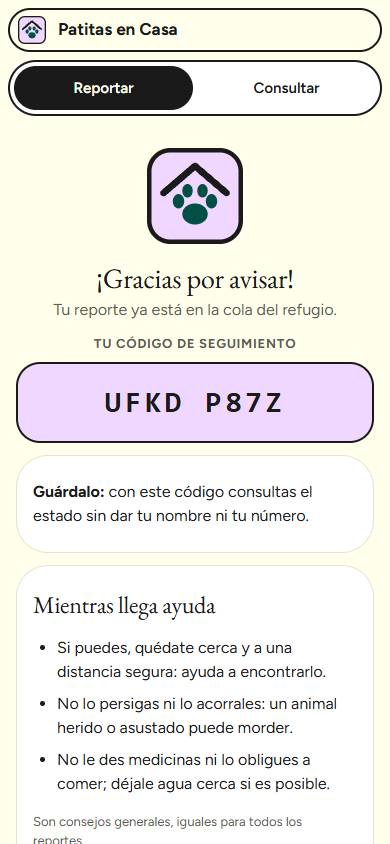 Patitas en Casa
Reportar
Consultar
¡Gracias por avisar!
Tu reporte ya está en la cola del refugio.
TU CÓDIGO DE SEGUIMIENTO
UFKD P87Z
Guárdalo: con este código consultas el
estado sin dar tu nombre ni tu número.
Mientras llega ayuda
• Si puedes, quédate cerca y a una
distancia segura: ayuda a encontrarlo.
• No lo persigas ni lo acorrales: un animal
herido o asustado puede morder.
• No le des medicinas ni lo obligues a
comer; déjale agua cerca si es posible.
Son consejos generales, iguales para todos los
reportes